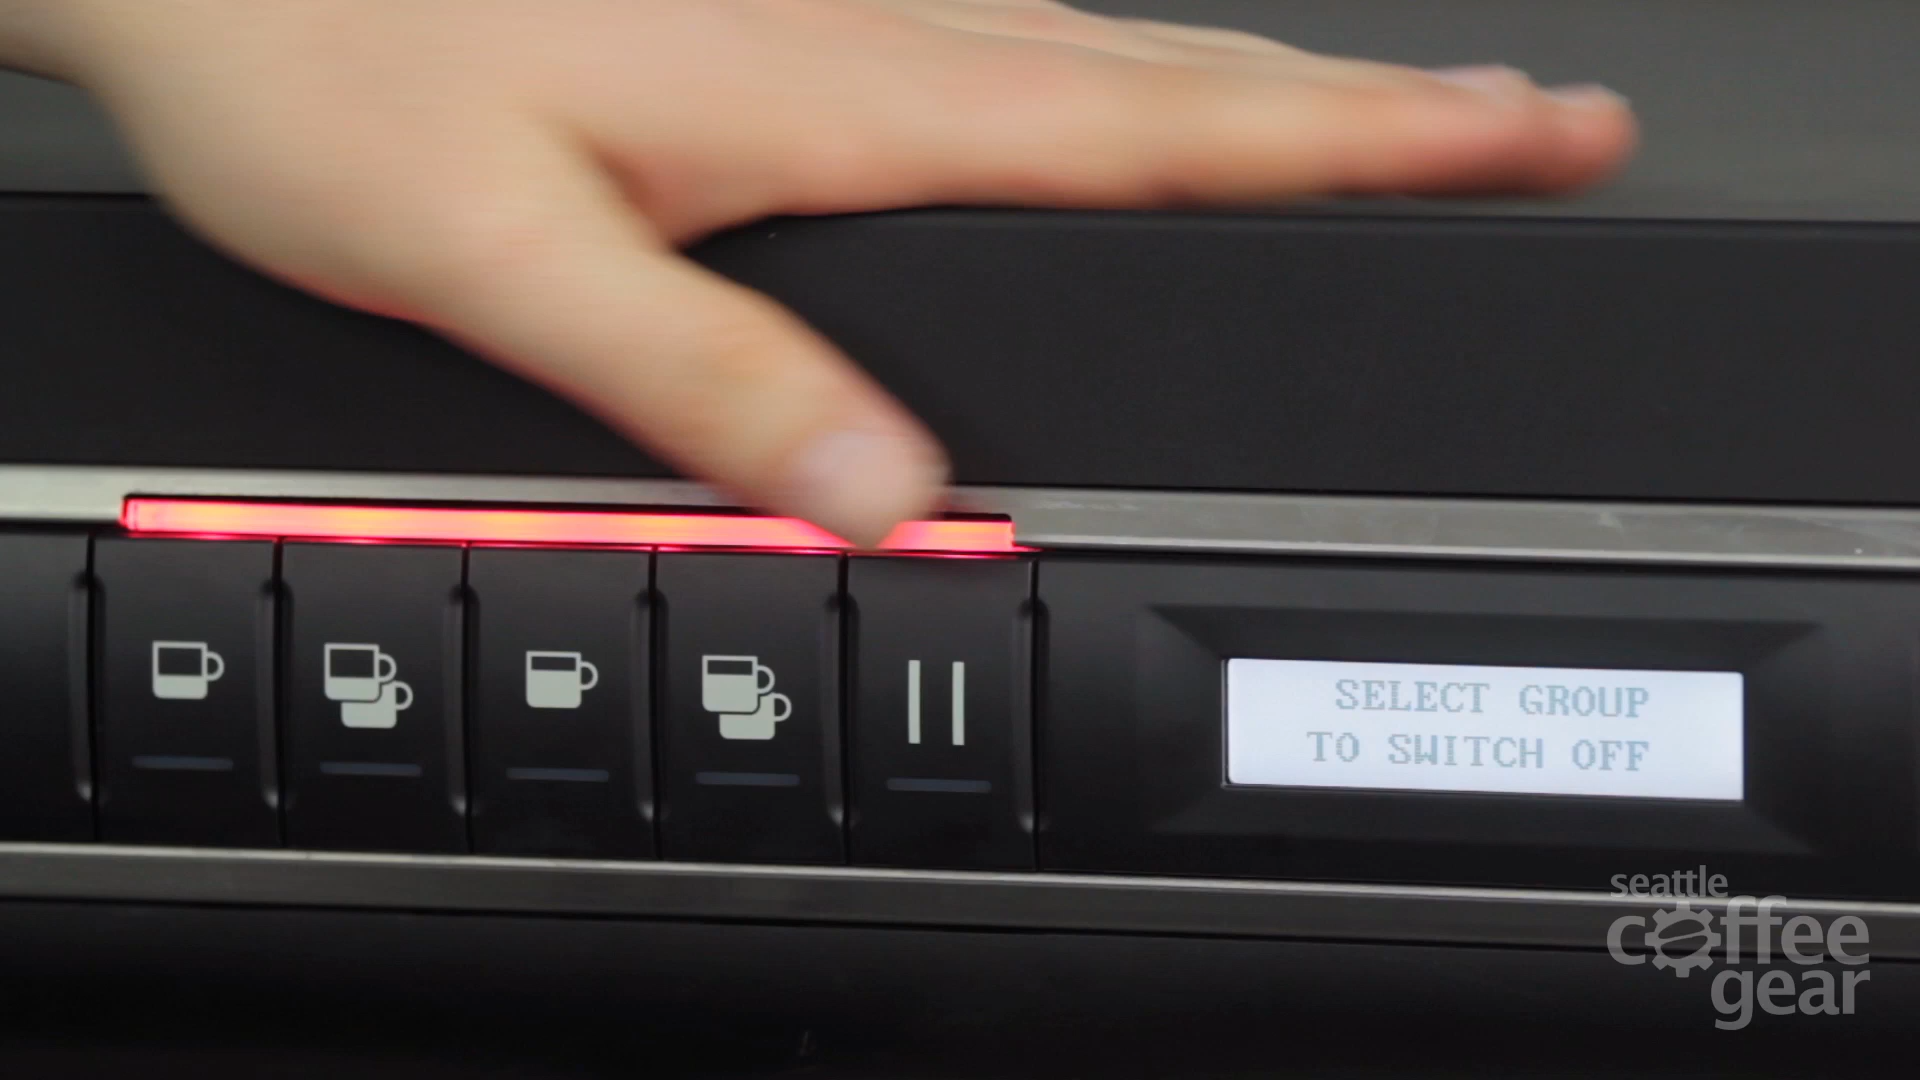 SELECT GROUP
TO SWITCH OFF
seattle
coffee
gear